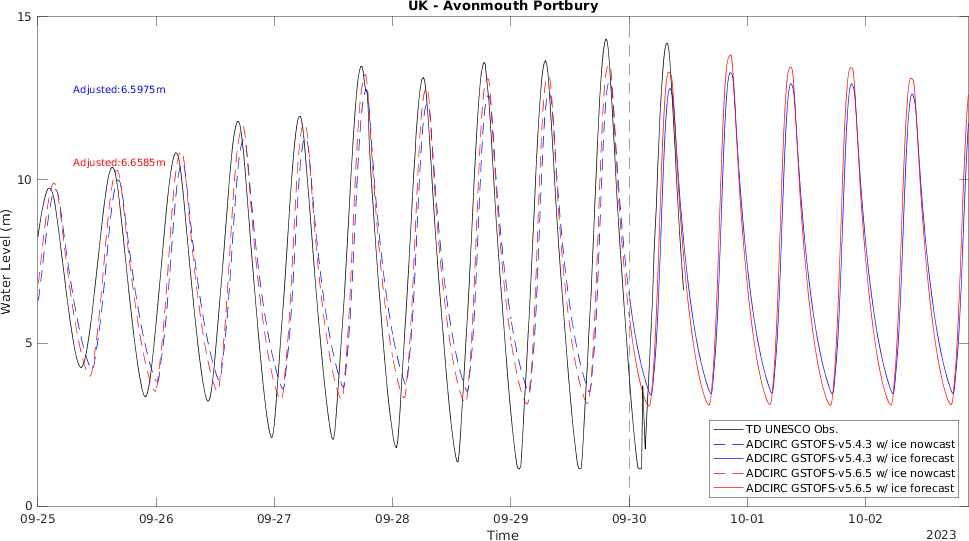 UK - Avonmouth Portbury
15
Adjusted:6.5975m
Adjusted:6.6585m
10
Water Level (m)
5
0
TD UNESCO Obs.
ADCIRC GSTOFS-v5.4.3 w/ ice nowcast
ADCIRC GSTOFS-v5.4.3 w/ ice forecast
ADCIRC GSTOFS-v5.6.5 w/ ice nowcast
ADCIRC GSTOFS-v5.6.5 w/ ice forecast
09-25 09-26 09-27 09-28 09-29 09-30 10-01 10-02
Time
2023